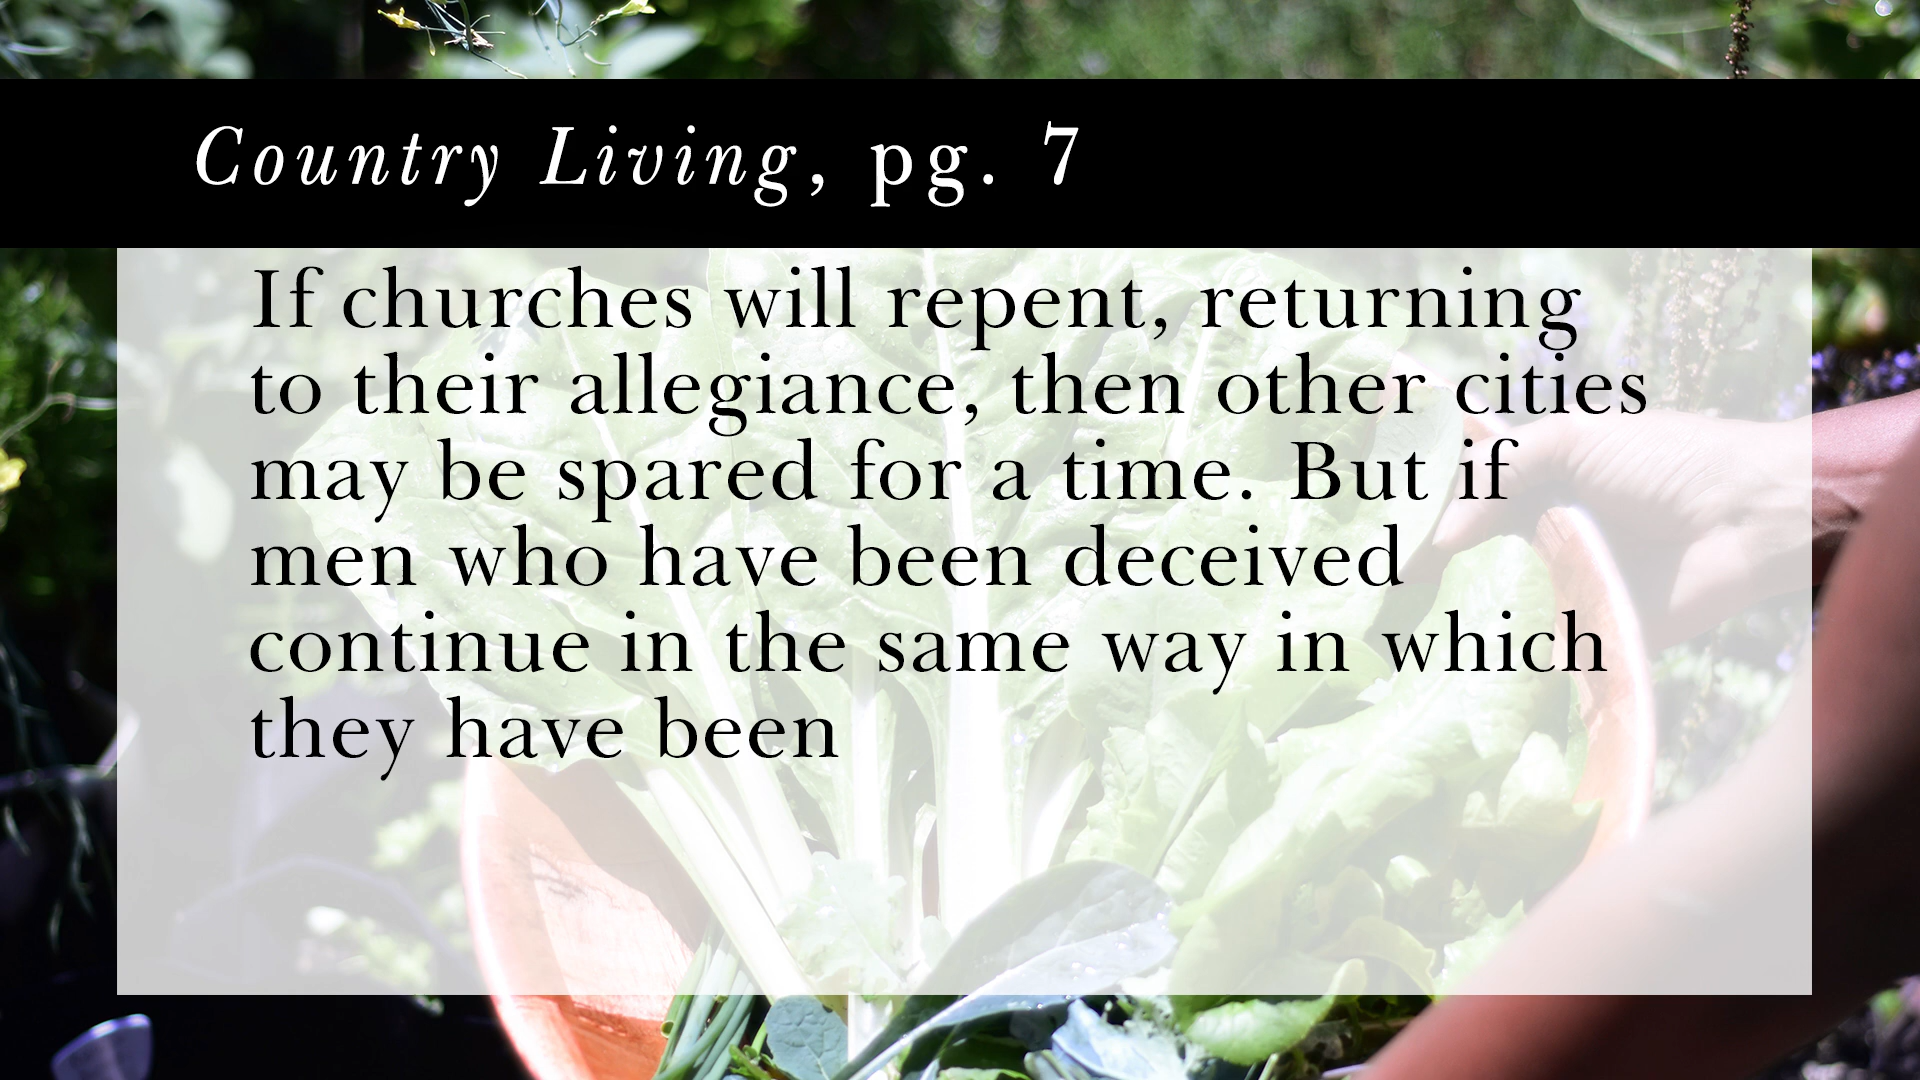 Country Living, pg. 7
If churches will repent, returning
to their allegiance, then other cities
may be spared for a time. But if
men who have been deceived
continue in the same way in which
they have been